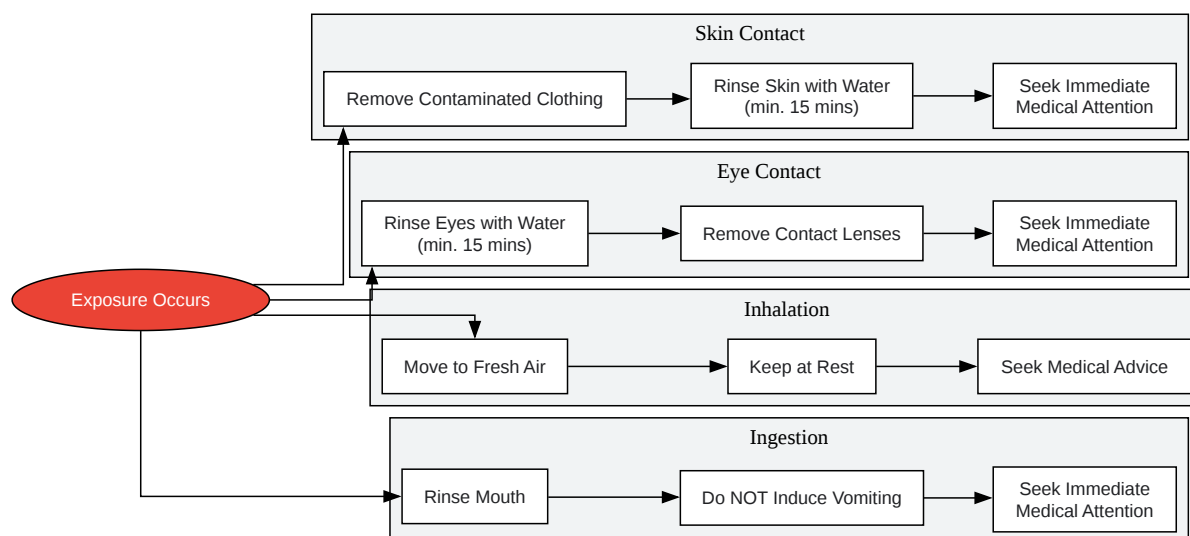 Skin Contact
Remove Contaminated Clothing
Rinse Skin with Water
(min. 15 mins)
Seek Immediate
Medical Attention
Eye Contact
Rinse Eyes with Water
(min. 15 mins)
Remove Contact Lenses
Seek Immediate
Medical Attention
Exposure Occurs
Inhalation
Move to Fresh Air
Keep at Rest
Seek Medical Advice
Ingestion
Rinse Mouth
Do NOT Induce Vomiting
Seek Immediate
Medical Attention